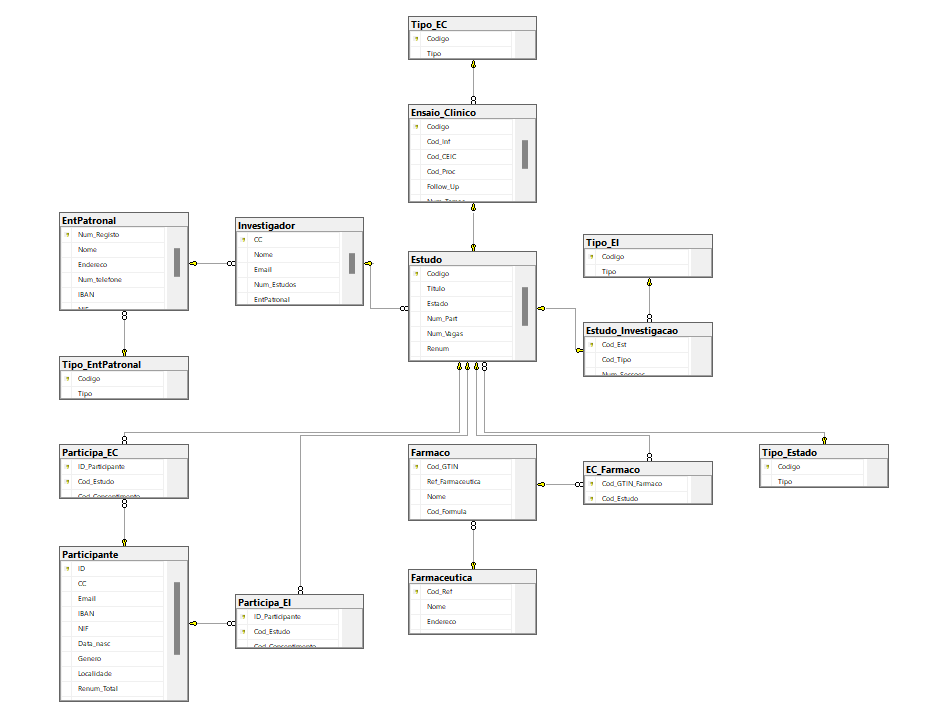 Tipo_EC
Codigo
Tipo
Ensaio_Clinico
Codigo
Cod_Inf
Cod_CEIC
Cod_Proc
Follow_Up
EntPatronal
Num_Registo
Nome
Endereco
Num_telefone
IBAN
NIF
Investigador
CC
Nome
Email
Num_Estudos
EntPatronal
Estudo
Codigo
Titulo
Estado
Num_Part
Num_Vagas
Renum
Tipo_EI
Codigo
Tipo
Estudo_Investigacao
Cod_Est
Cod_Tipo
Tipo_EntPatronal
Codigo
Tipo
Participa_EC
ID_Participante
Cod_Estudo
Cod_Consentimento
Farmaco
Cod_GTIN
Ref_Farmaceutica
Nome
Cod_Formula
EC_Farmaco
Cod_GTIN_Farmaco
Cod_Estudo
Tipo_Estado
Codigo
Tipo
Participante
ID
CC
Email
IBAN
NIF
Data_nasc
Genero
Localidade
Renum_Total
Participa_EI
ID_Participante
Cod_Estudo
Cod_Consentimento
Farmaceutica
Cod_Ref
Nome
Endereco